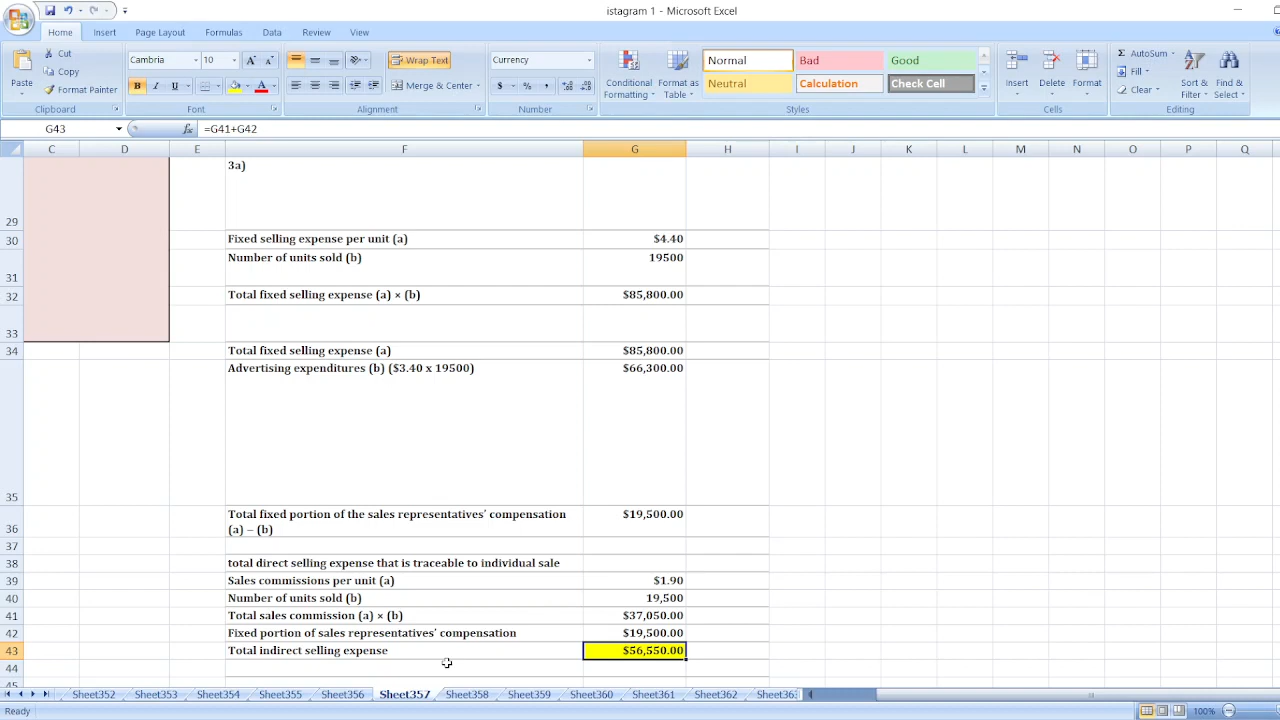 istagram 1 - Microsoft Excel
Home Insert Page Layout Formulas Data Review View
Cut
Copy
Format Painter
Paste
Clipboard
Cambria 10
Font
Wrap Text
Merge & Center
Alignment
Currency
Number
Conditional Formatting
Format as Table
Normal Bad Good
Neutral Calculation Check Cell
Styles
Insert Delete Format
Cells
AutoSum
Fill
Clear
Sort & Filter
Find & Select
Editing
G43 fx =G41+G42
C D E F G H I J K L M N O P Q
3a)
29
30 Fixed selling expense per unit (a) $4.40
31 Number of units sold (b) 19500
32 Total fixed selling expense (a) × (b) $85,800.00
33
34 Total fixed selling expense (a) $85,800.00
35 Advertising expenditures (b) ($3.40 x 19500) $66,300.00
36 Total fixed portion of the sales representatives' compensation $19,500.00
(a) – (b)
37
38 total direct selling expense that is traceable to individual sale
39 Sales commissions per unit (a) $1.90
40 Number of units sold (b) 19,500
41 Total sales commission (a) × (b) $37,050.00
42 Fixed portion of sales representatives' compensation $19,500.00
43 Total indirect selling expense $56,550.00
44
45
Sheet352 Sheet353 Sheet354 Sheet355 Sheet356 Sheet357 Sheet358 Sheet359 Sheet360 Sheet361 Sheet362 Sheet36
Ready 100%